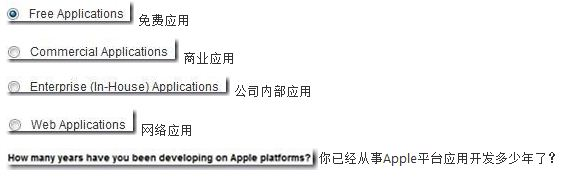 Free Applications 免费应用
Commercial Applications 商业应用
Enterprise (In-House) Applications 公司内部应用
Web Applications 网络应用
How many years have you been developing on Apple platforms? 你已经从事Apple平台应用开发多少年了？